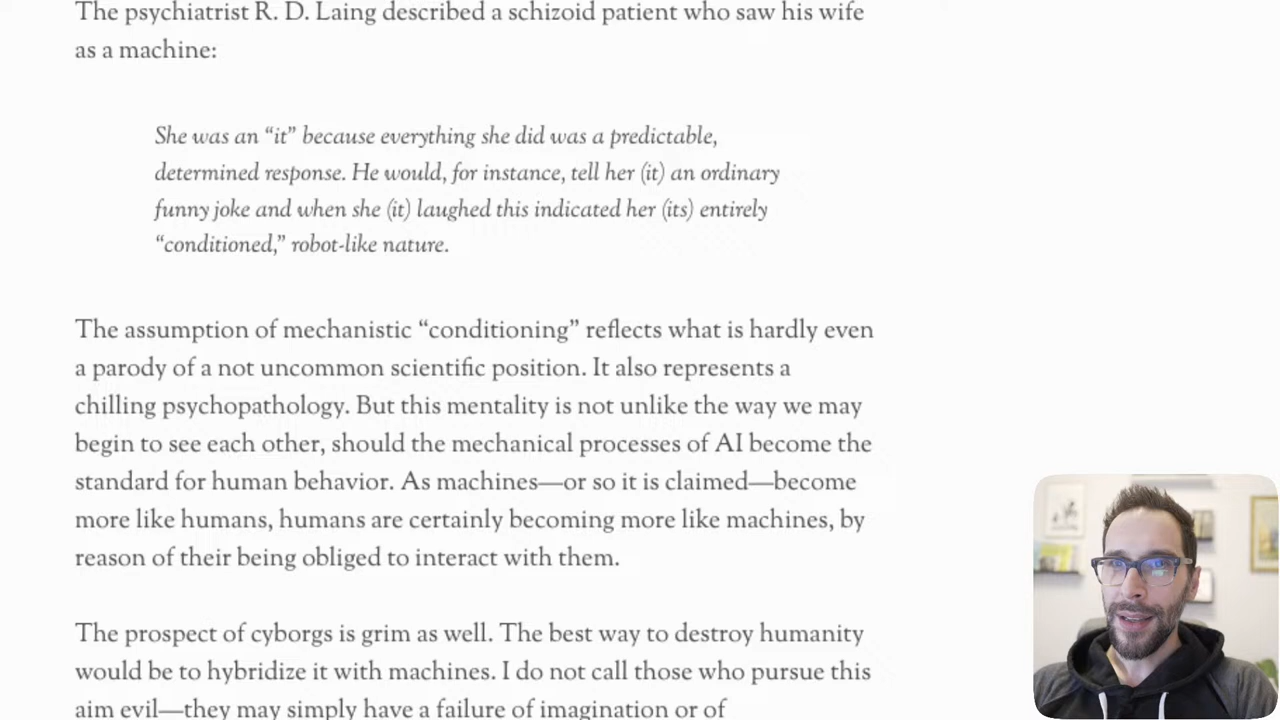 The psychiatrist R. D. Laing described a schizoid patient who saw his wife
as a machine:
She was an “it” because everything she did was a predictable,
determined response. He would, for instance, tell her (it) an ordinary
funny joke and when she (it) laughed this indicated her (its) entirely
“conditioned,” robot-like nature.
The assumption of mechanistic “conditioning” reflects what is hardly even
a parody of a not uncommon scientific position. It also represents a
chilling psychopathology. But this mentality is not unlike the way we may
begin to see each other, should the mechanical processes of AI become the
standard for human behavior. As machines—or so it is claimed—become
more like humans, humans are certainly becoming more like machines, by
reason of their being obliged to interact with them.
The prospect of cyborgs is grim as well. The best way to destroy humanity
would be to hybridize it with machines. I do not call those who pursue this
aim evil—they may simply have a failure of imagination or of